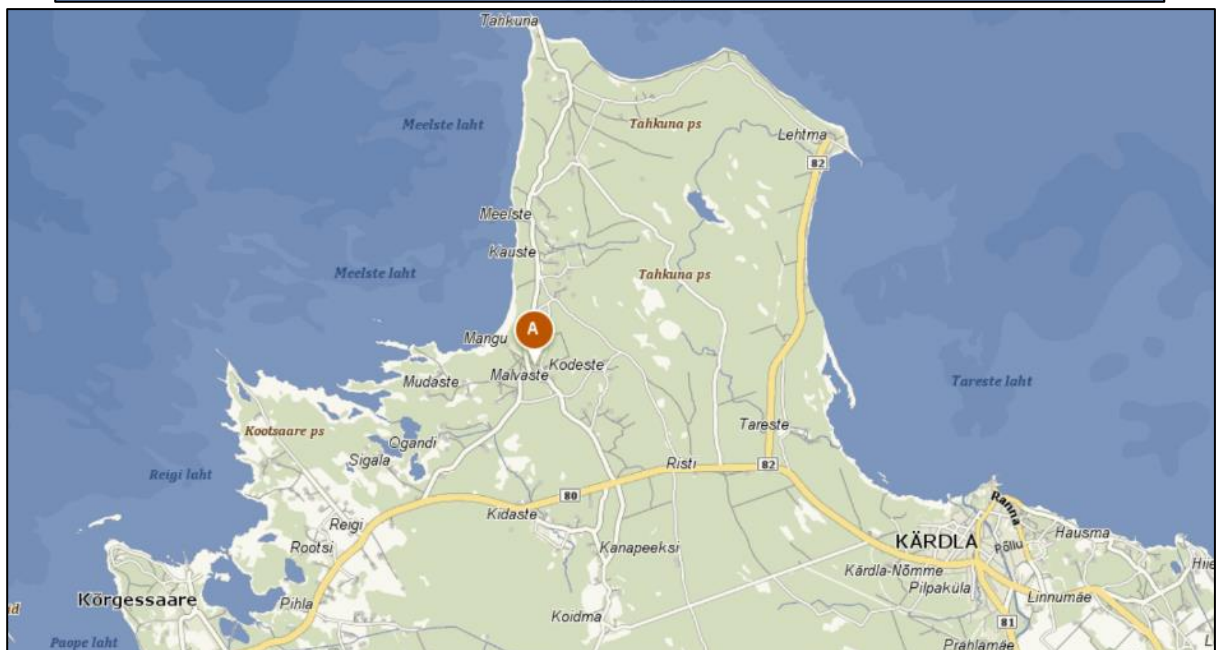 Tahkuna
Meelste laht
Tahkuna ps
Lehtma
82
Meelste
Kauste
Meelste laht
Tahkuna ps
A
Mangu
Kodeste
Malvaste
Mudaste
Tareste laht
Kootsaare ps
Ogandi
Tareste
Sigala
Reigi laht
Risti
82
80
Ranna
Reigi
Kidaste
Hausma
KÄRDLA
Põllu
Rootsi
Kanapeeksi
Kärdla-Nõmme
Pilpaküla
Kõrgessaare
Pihla
Linnumäe
Koidma
81
Paope laht
Prahlamäe